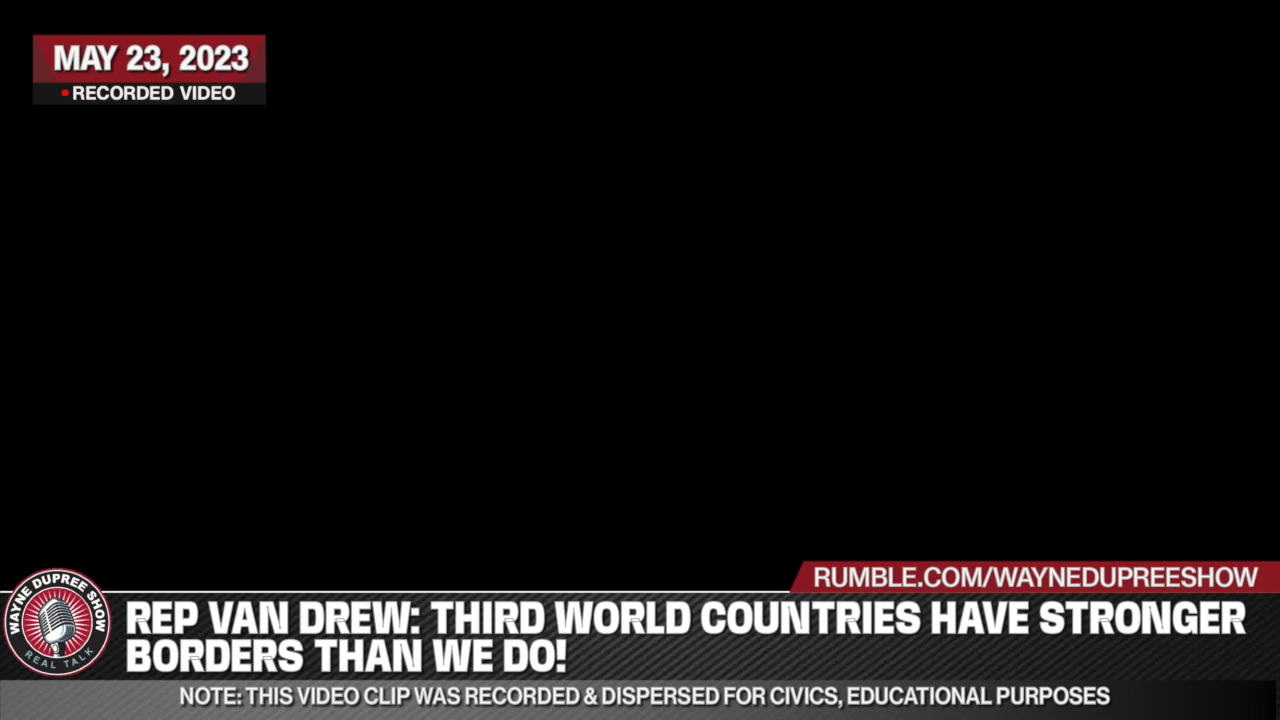 MAY 23, 2023
• RECORDED VIDEO
RUMBLE.COM/WAYNEDUPREESHOW
WAYNE DUPREE SHOW
REAL TALK
REP VAN DREW: THIRD WORLD COUNTRIES HAVE STRONGER
BORDERS THAN WE DO!
NOTE: THIS VIDEO CLIP WAS RECORDED & DISPERSED FOR CIVICS, EDUCATIONAL PURPOSES